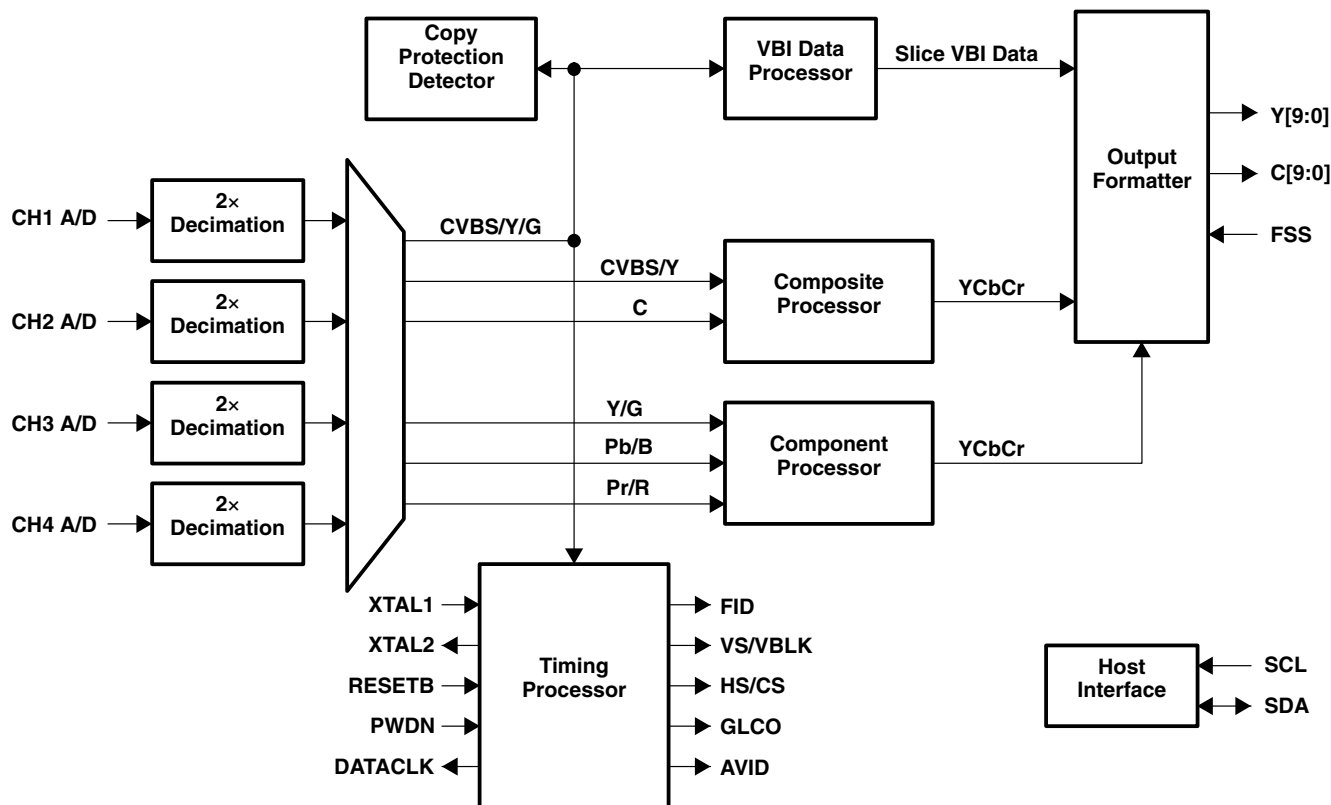 Copy
Protection
Detector
VBI Data
Processor
Slice VBI Data
Output
Formatter
Y[9:0]
C[9:0]
FSS
CH1 A/D
2×
Decimation
CH2 A/D
2×
Decimation
CH3 A/D
2×
Decimation
CH4 A/D
2×
Decimation
CVBS/Y/G
CVBS/Y
C
Composite
Processor
YCbCr
Y/G
Pb/B
Pr/R
Component
Processor
YCbCr
XTAL1
XTAL2
RESETB
PWDN
DATACLK
Timing
Processor
FID
VS/VBLK
HS/CS
GLCO
AVID
Host
Interface
SCL
SDA